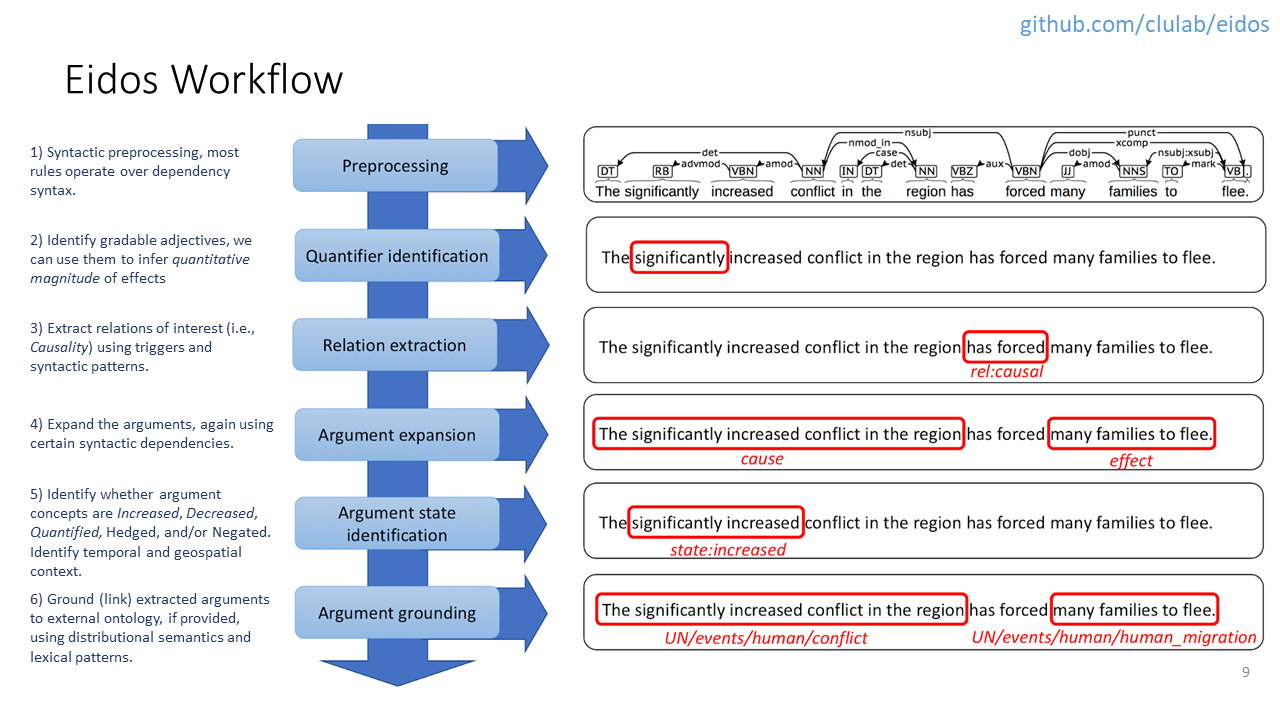 github.com/clulab/eidos
Eidos Workflow
1) Syntactic preprocessing, most
rules operate over dependency
syntax.
Preprocessing
nsubj
punct
nmod_in
xcomp
det
case
dobj
nsubj:xsubj
advmod
amod
det
aux
amod
mark
DT RB VBN NN IN DT NN VBZ VBN JJ NNS TO VB .
The significantly increased conflict in the region has forced many families to flee.
2) Identify gradable adjectives, we
can use them to infer quantitative
magnitude of effects
Quantifier identification
The significantly increased conflict in the region has forced many families to flee.
3) Extract relations of interest (i.e.,
Causality) using triggers and
syntactic patterns.
Relation extraction
The significantly increased conflict in the region has forced many families to flee.
rel:causal
4) Expand the arguments, again using
certain syntactic dependencies.
Argument expansion
The significantly increased conflict in the region has forced many families to flee.
cause
effect
5) Identify whether argument
concepts are Increased, Decreased,
Quantified, Hedged, and/or Negated.
Identify temporal and geospatial
context.
Argument state
identification
The significantly increased conflict in the region has forced many families to flee.
state:increased
6) Ground (link) extracted arguments
to external ontology, if provided,
using distributional semantics and
lexical patterns.
Argument grounding
The significantly increased conflict in the region has forced many families to flee.
UN/events/human/conflict
UN/events/human/human_migration
9